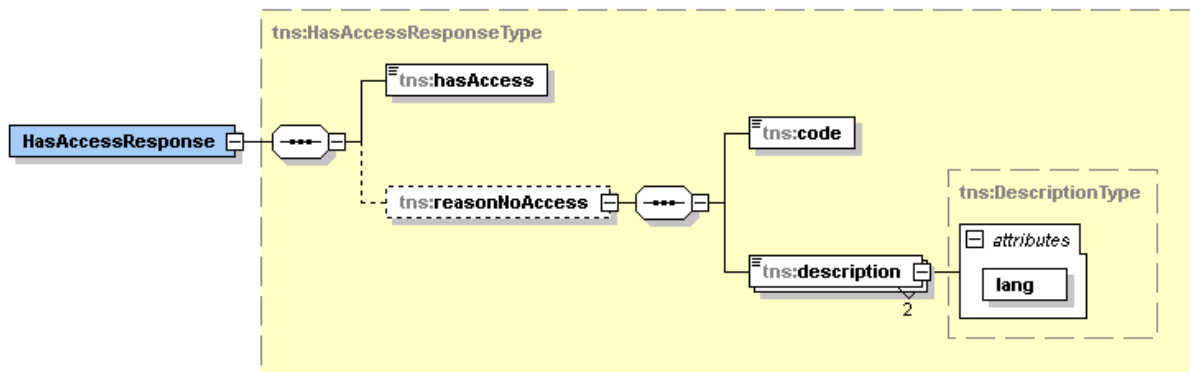 tns:HasAccessResponseType
tns:hasAccess
HasAccessResponse
tns:code
tns:reasonNoAccess
tns:DescriptionType
attributes
tns:description
lang
2